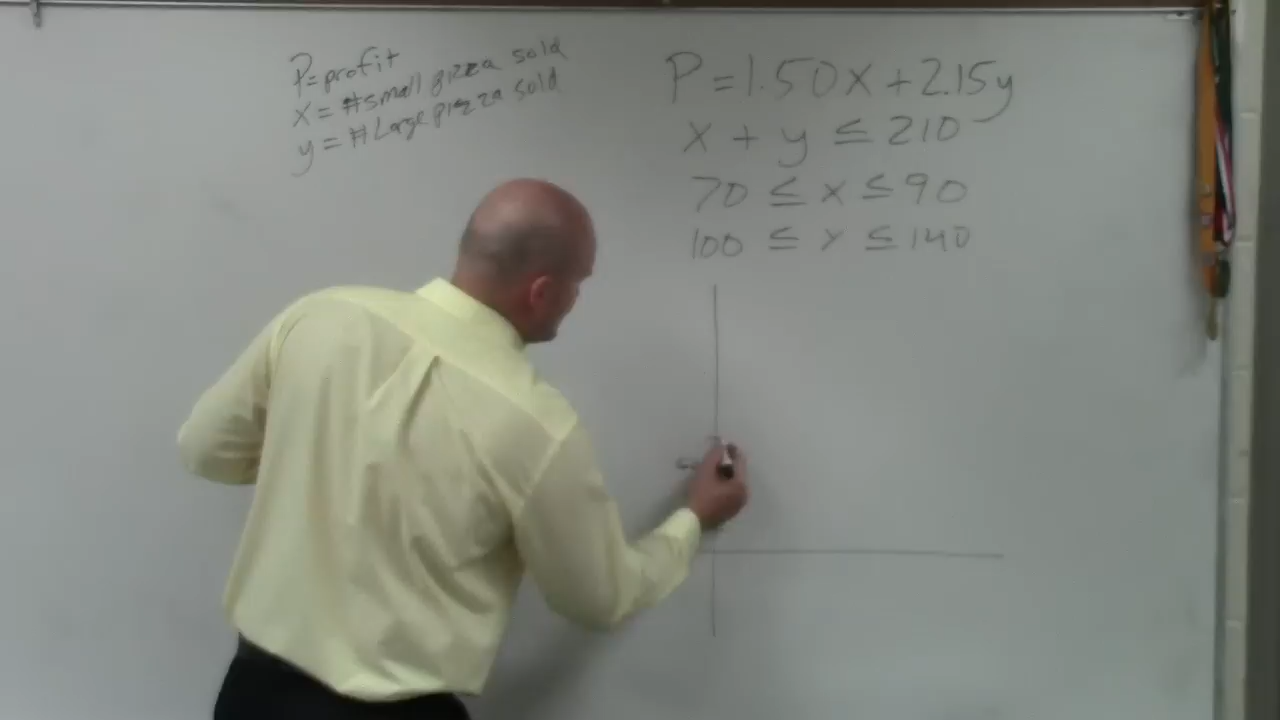 P=profit
x = #small pizza sold
y = #Large pizza sold
P=1.50x+2.15y
x + y ≤ 210
70 ≤ x ≤ 90
100 ≤ y ≤ 140